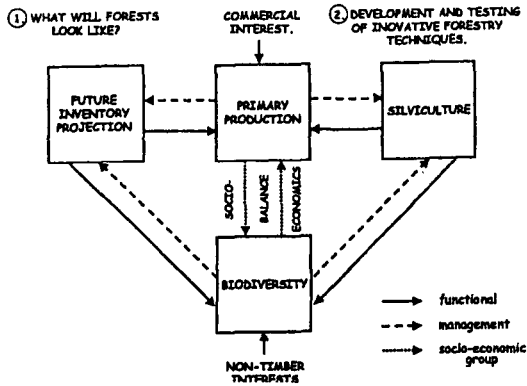 1. WHAT WILL FORESTS
LOOK LIKE?
COMMERCIAL
INTEREST.
2. DEVELOPMENT AND TESTING
OF INOVATIVE FORESTRY
TECHNIQUES.
FUTURE
INVENTORY
PROJECTION
PRIMARY
PRODUCTION
SILVICULTURE
SOCIO-
BALANCE
ECONOMICS
BIODIVERSITY
NON-TIMBER
INTERESTS
functional
management
socio-economic
group